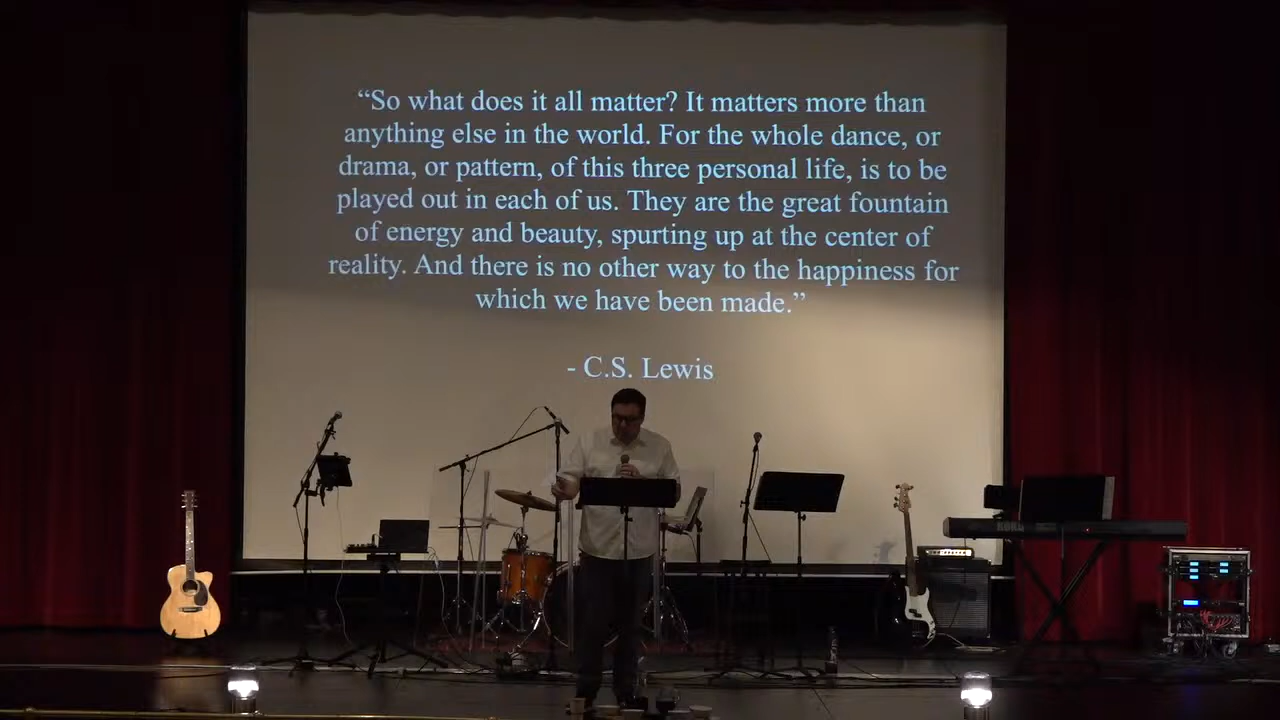 “So what does it all matter? It matters more than
anything else in the world. For the whole dance, or
drama, or pattern, of this three personal life, is to be
played out in each of us. They are the great fountain
of energy and beauty, spurting up at the center of
reality. And there is no other way to the happiness for
which we have been made.”
- C.S. Lewis
KORG